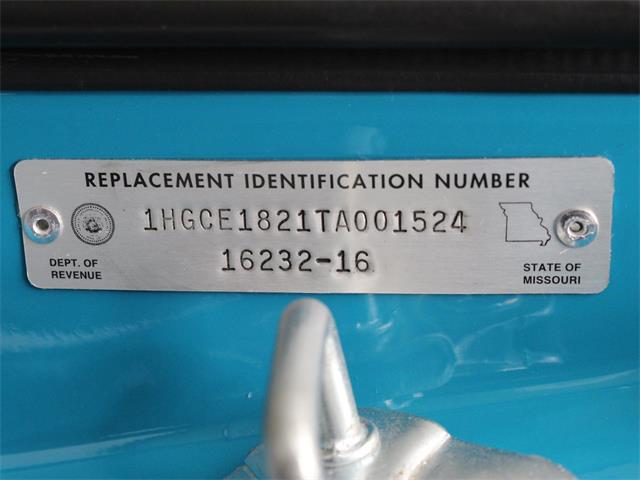 REPLACEMENT IDENTIFICATION NUMBER
1HGCE1821TA001524
16232-16
DEPT. OF
REVENUE
STATE OF
MISSOURI